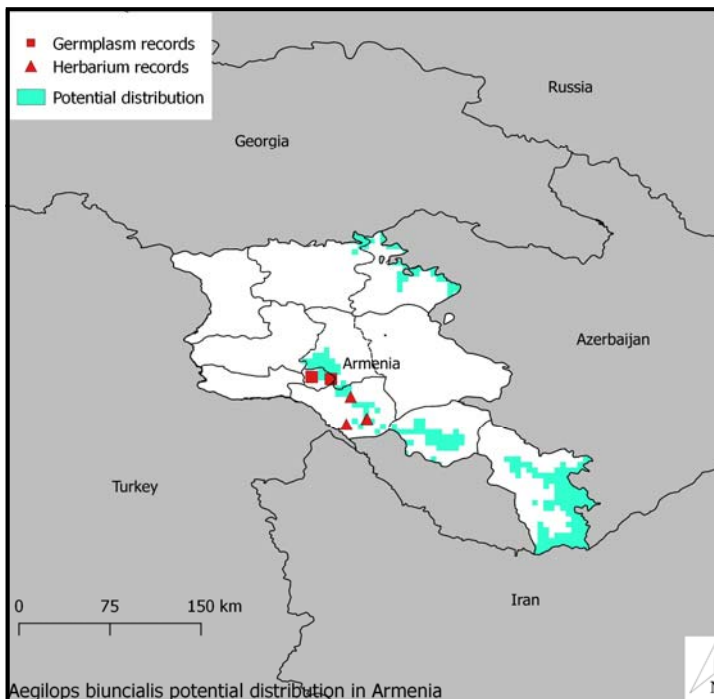 Germplasm records
Herbarium records
Potential distribution
Russia
Georgia
Azerbaijan
Armenia
Turkey
Iran
0 75 150 km
N
Aegilops biuncialis potential distribution in Armenia